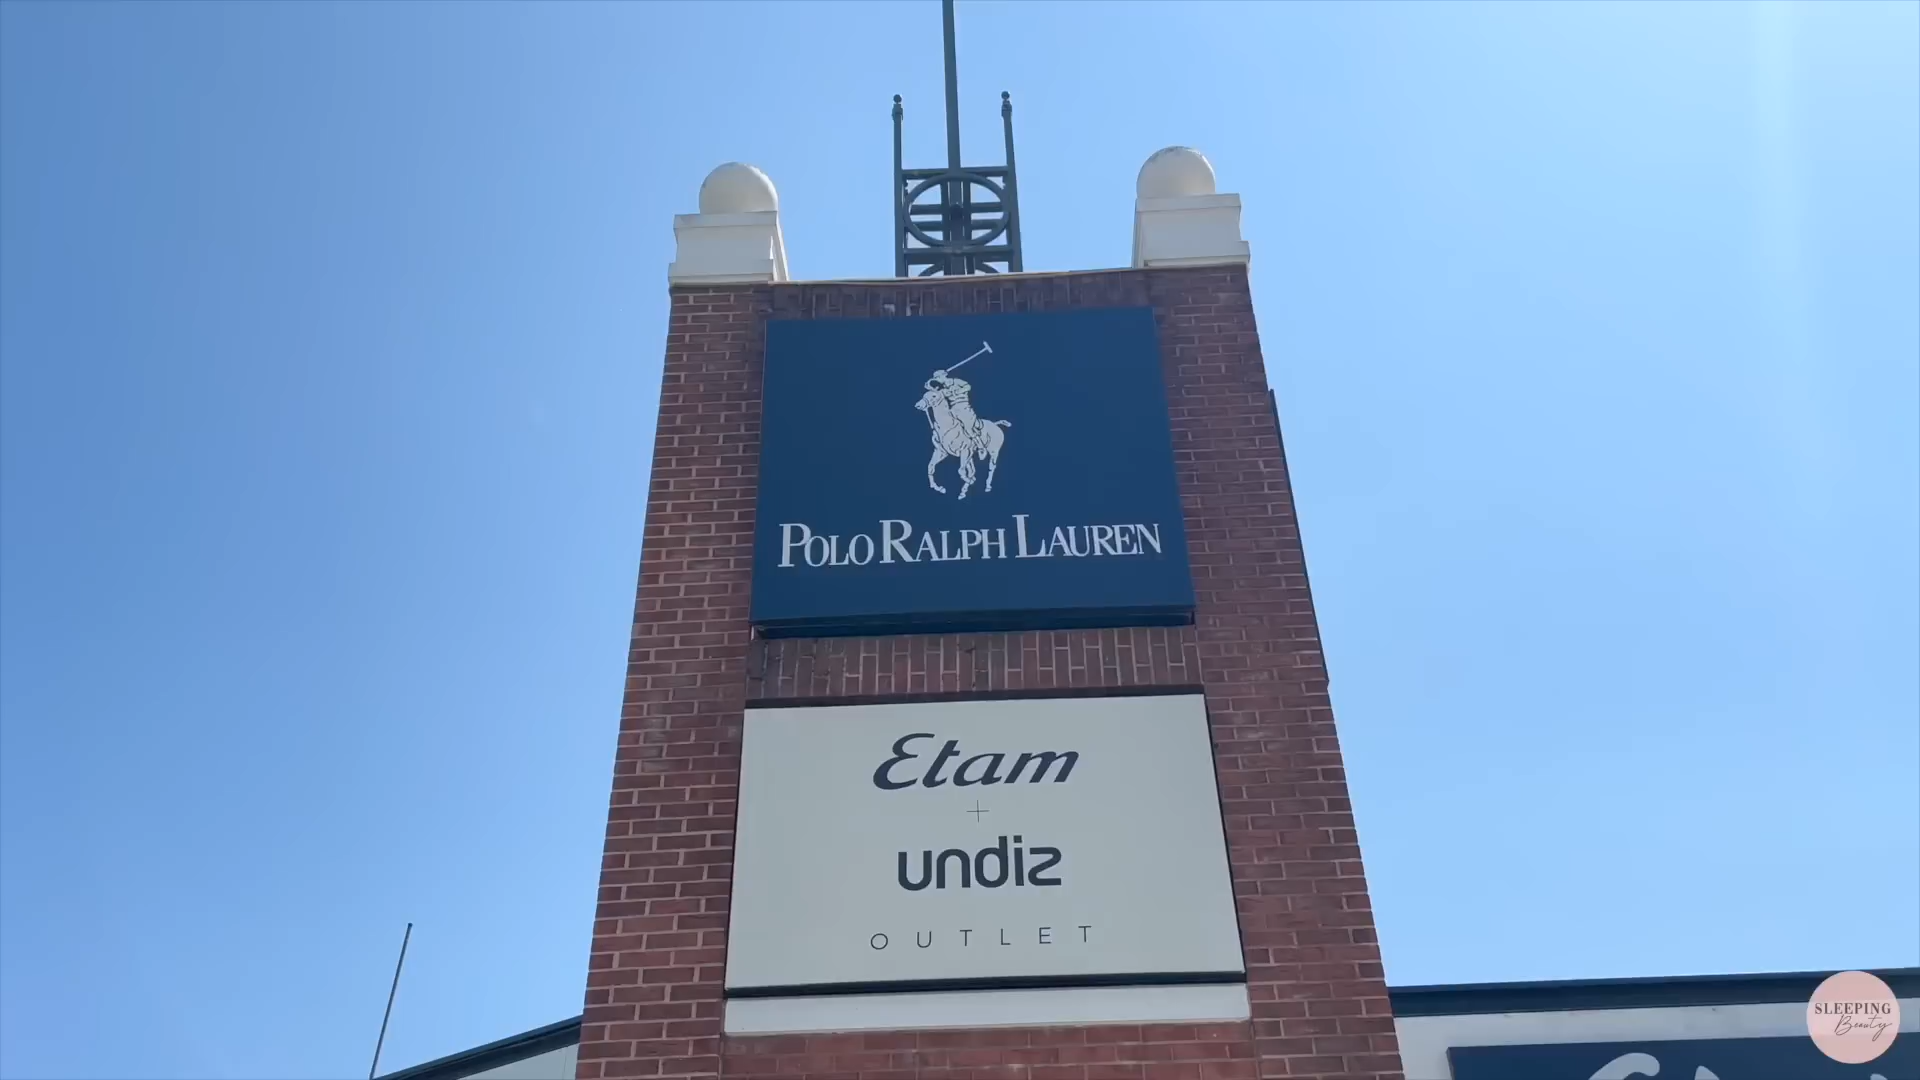 POLO RALPH LAUREN
Etam
+
undiz
OUTLET
SLEEPING
Beauty